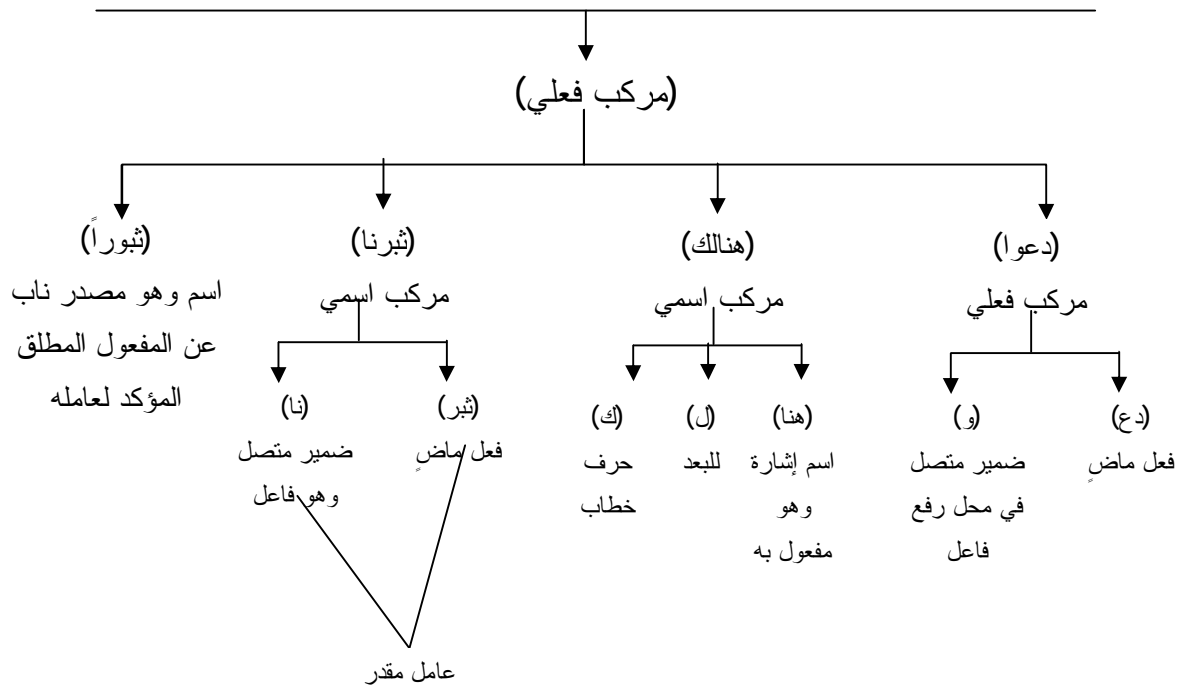 (مركب فعلي)
(دعوا)
مركب فعلي
(هنالك)
مركب اسمي
(ثبرنا)
مركب اسمي
(ثبوراً)
اسم وهو مصدر ناب
عن المفعول المطلق
المؤكد لعامله
(دع)
فعل ماضٍ
(و)
ضمير متصل
في محل رفع
فاعل
(هنا)
اسم إشارة
وهو
مفعول به
(ل)
للبعد
(ك)
حرف
خطاب
(ثبر)
فعل ماضٍ
(نا)
ضمير متصل
وهو فاعل
عامل مقدر